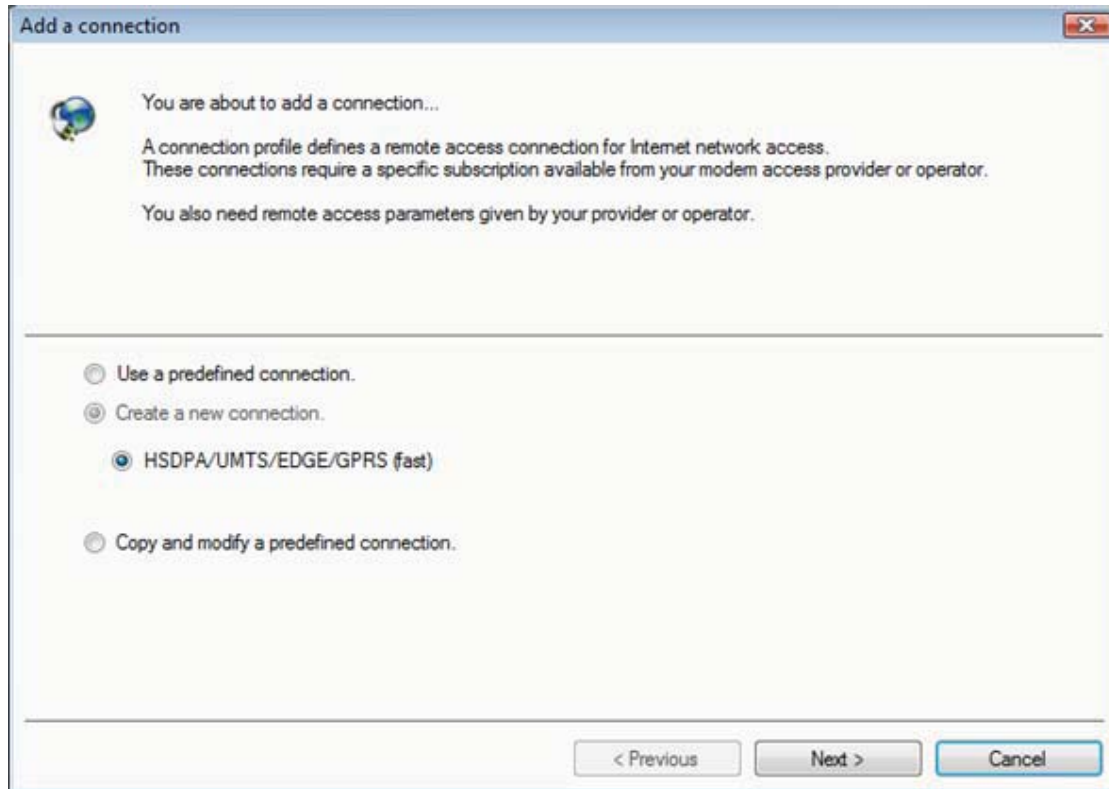 Add a connection
You are about to add a connection...
A connection profile defines a remote access connection for Internet network access.
These connections require a specific subscription available from your modem access provider or operator.
You also need remote access parameters given by your provider or operator.
Use a predefined connection.
Create a new connection.
HSDPA/UMTS/EDGE/GPRS (fast)
Copy and modify a predefined connection.
< Previous
Next >
Cancel